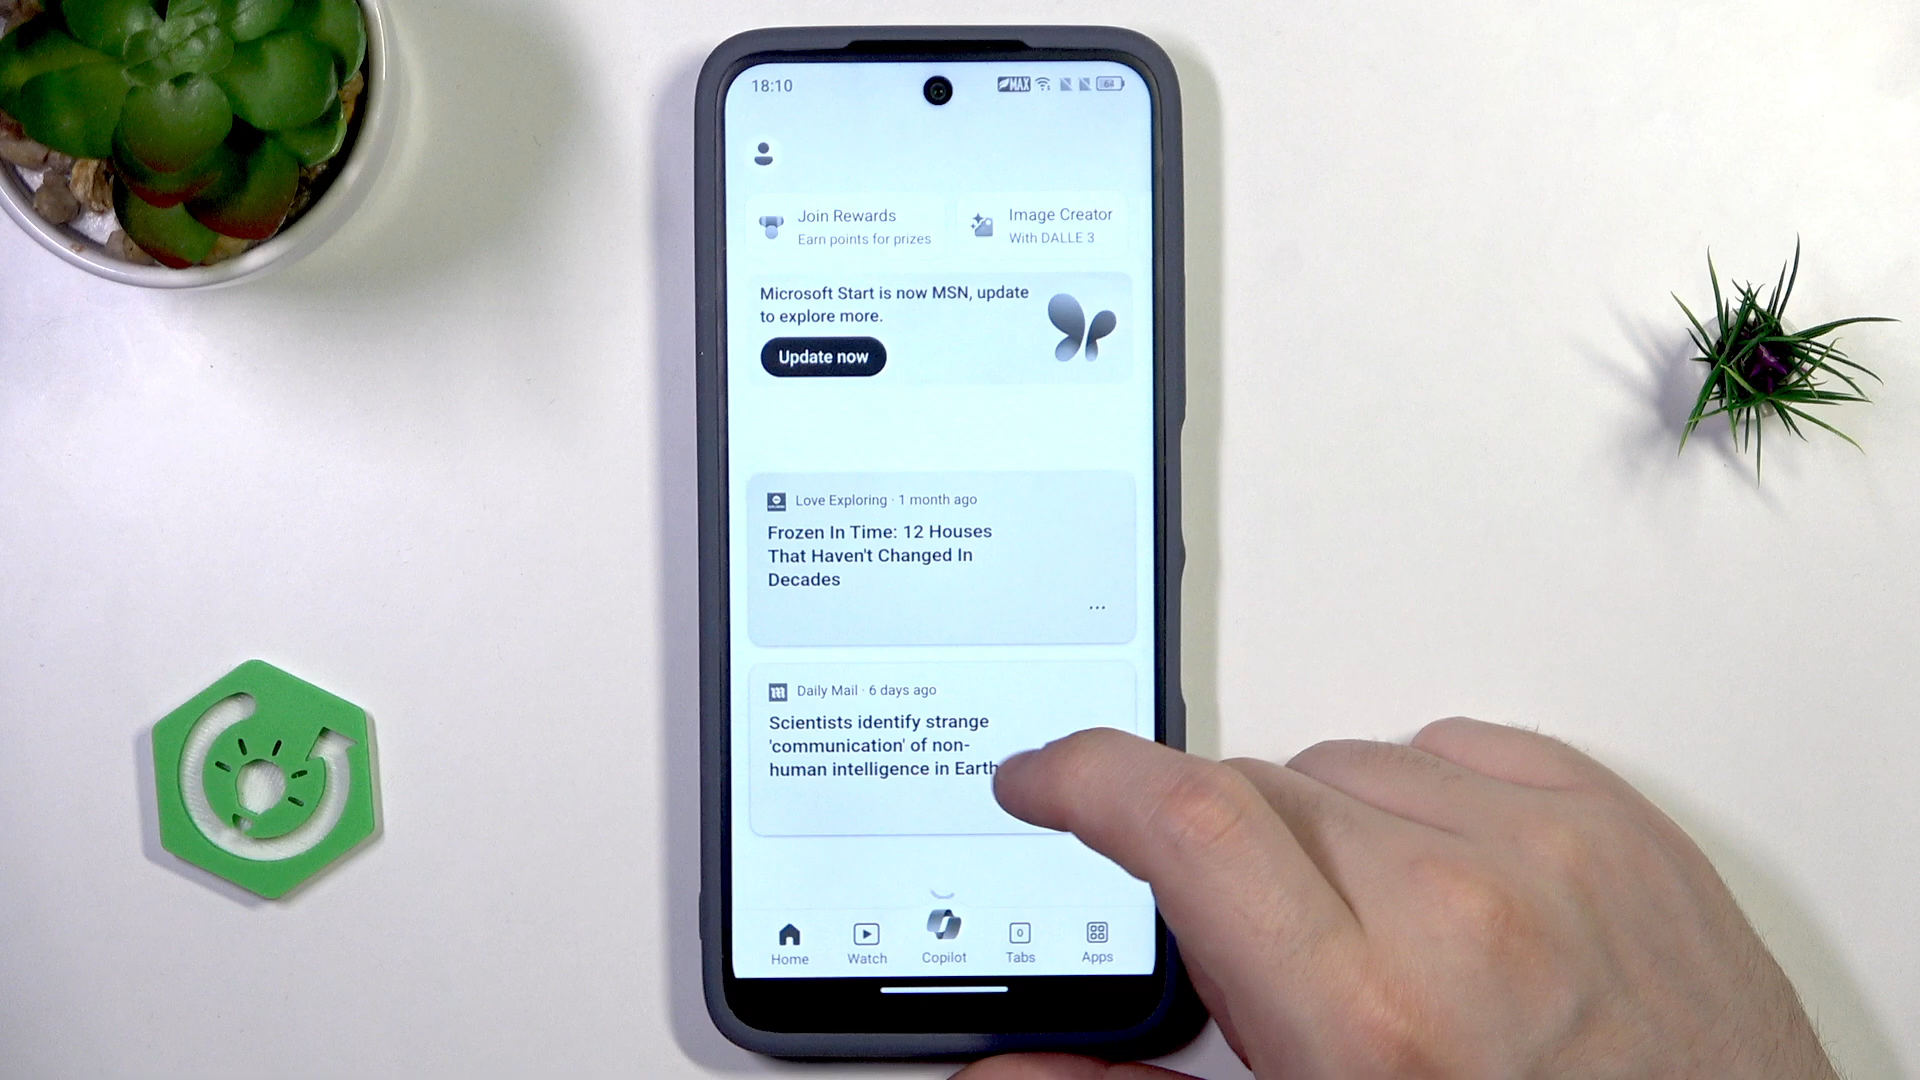 18:10
MAX
64
Join Rewards
Earn points for prizes
Image Creator
With DALLE 3
Microsoft Start is now MSN, update
to explore more.
Update now
Love Exploring · 1 month ago
Frozen In Time: 12 Houses
That Haven't Changed In
Decades
...
Daily Mail · 6 days ago
Scientists identify strange
'communication' of non-
human intelligence in Earth
0
Home
Watch
Copilot
Tabs
Apps